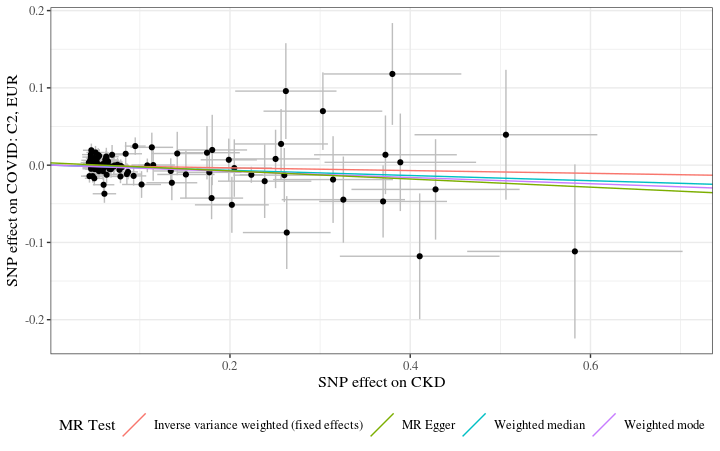 0.2
0.1
0.0
-0.1
-0.2
SNP effect on COVID: C2, EUR
0.2 0.4 0.6
SNP effect on CKD
MR Test Inverse variance weighted (fixed effects) MR Egger Weighted median Weighted mode